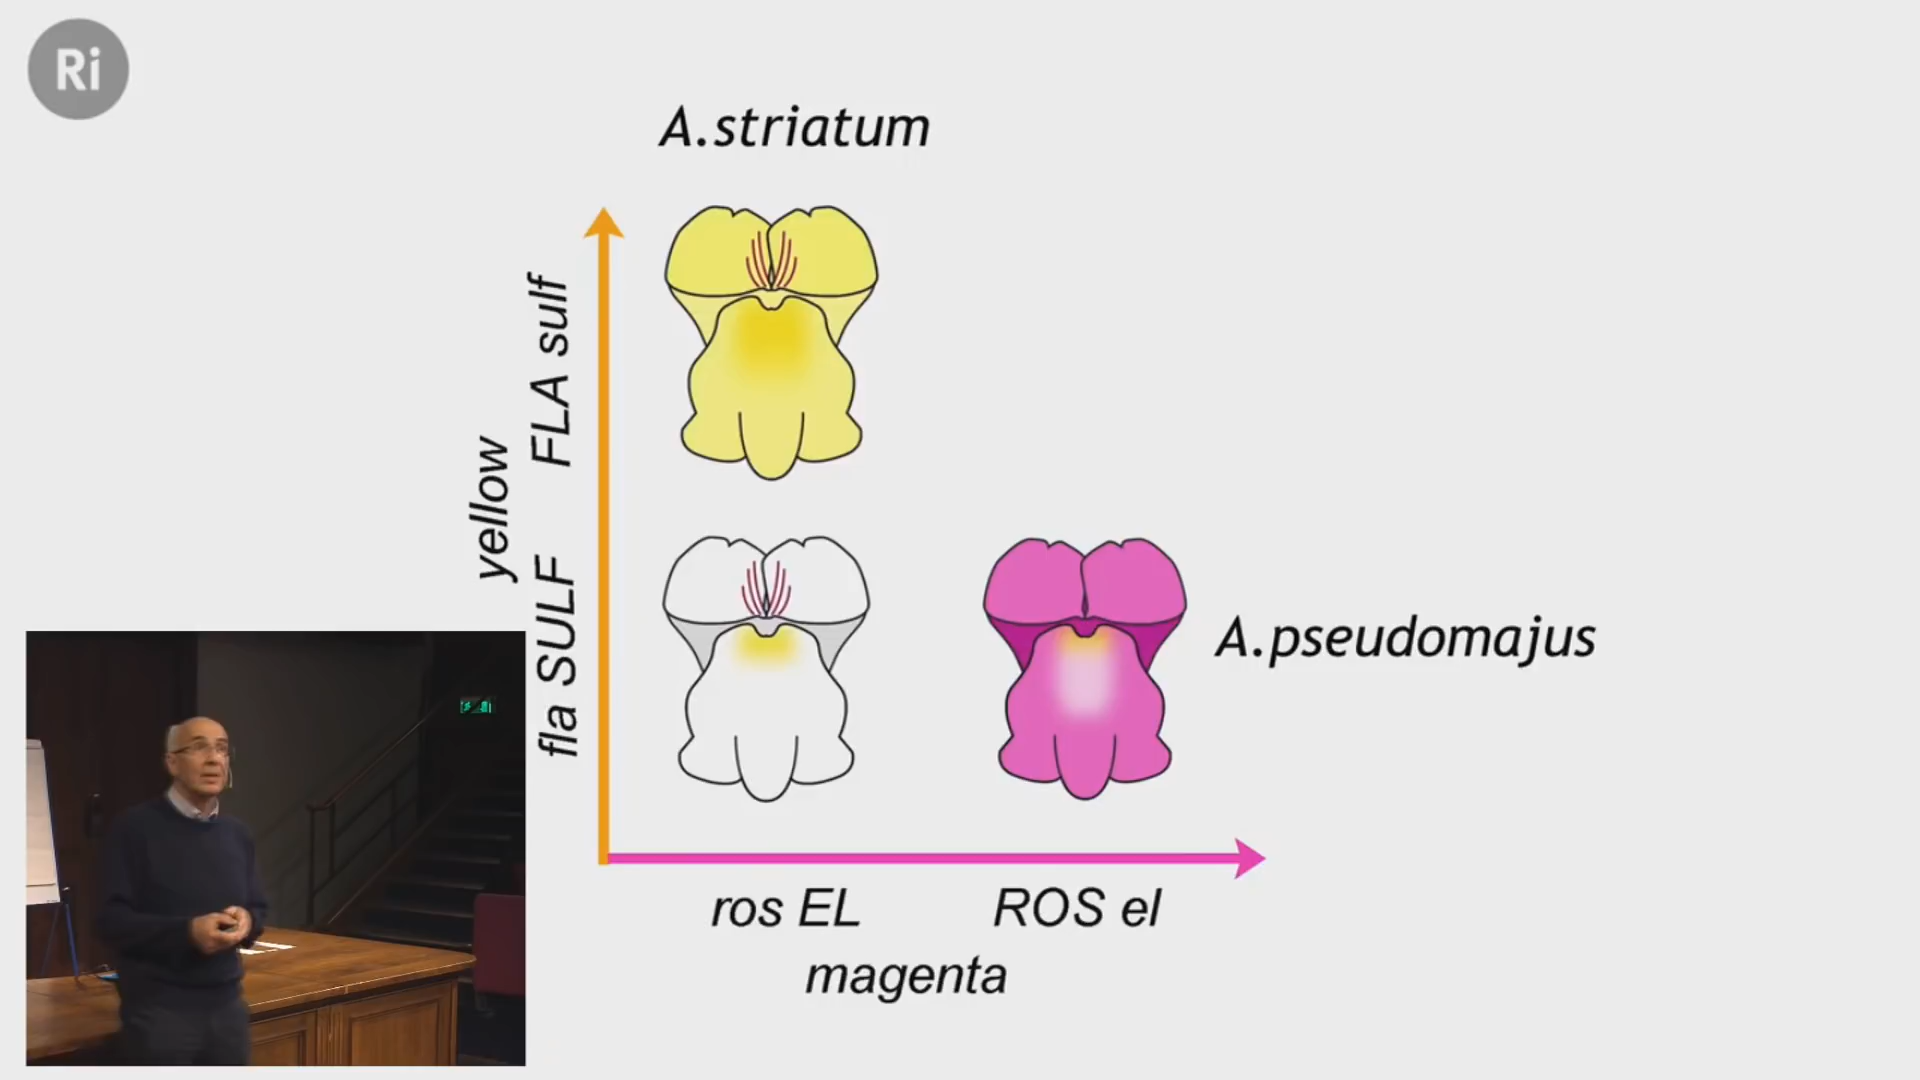 Ri
A.striatum
yellow
FLA sulf
fla SULF
A.pseudomajus
ros EL
ROS el
magenta